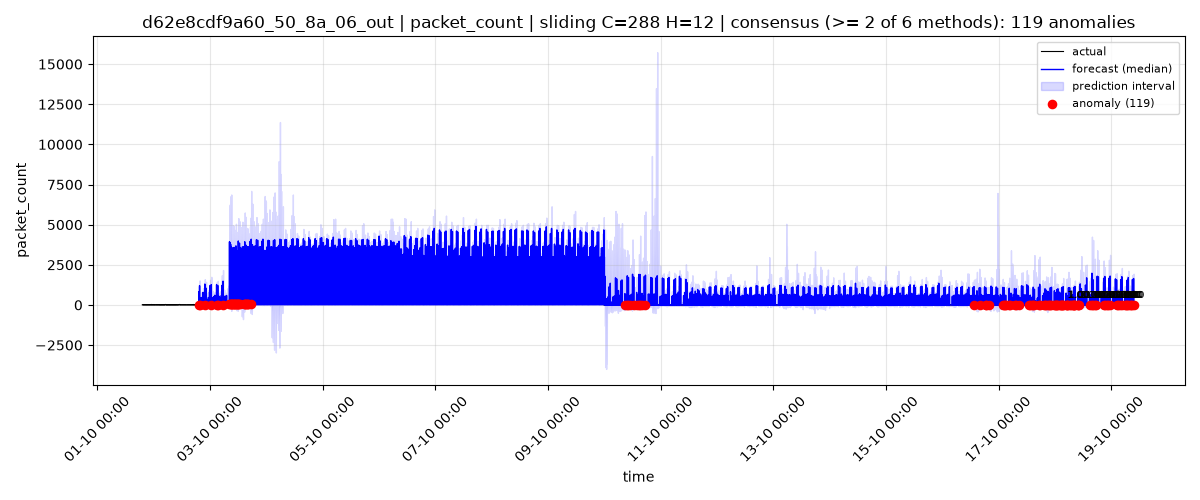 d62e8cdf9a60_50_8a_06_out | packet_count | sliding C=288 H=12 | consensus (>= 2 of 6 methods): 119 anomalies
actual
forecast (median)
prediction interval
anomaly (119)
packet_count
15000
12500
10000
7500
5000
2500
0
−2500
01-10 00:00
03-10 00:00
05-10 00:00
07-10 00:00
09-10 00:00
11-10 00:00
13-10 00:00
15-10 00:00
17-10 00:00
19-10 00:00
time